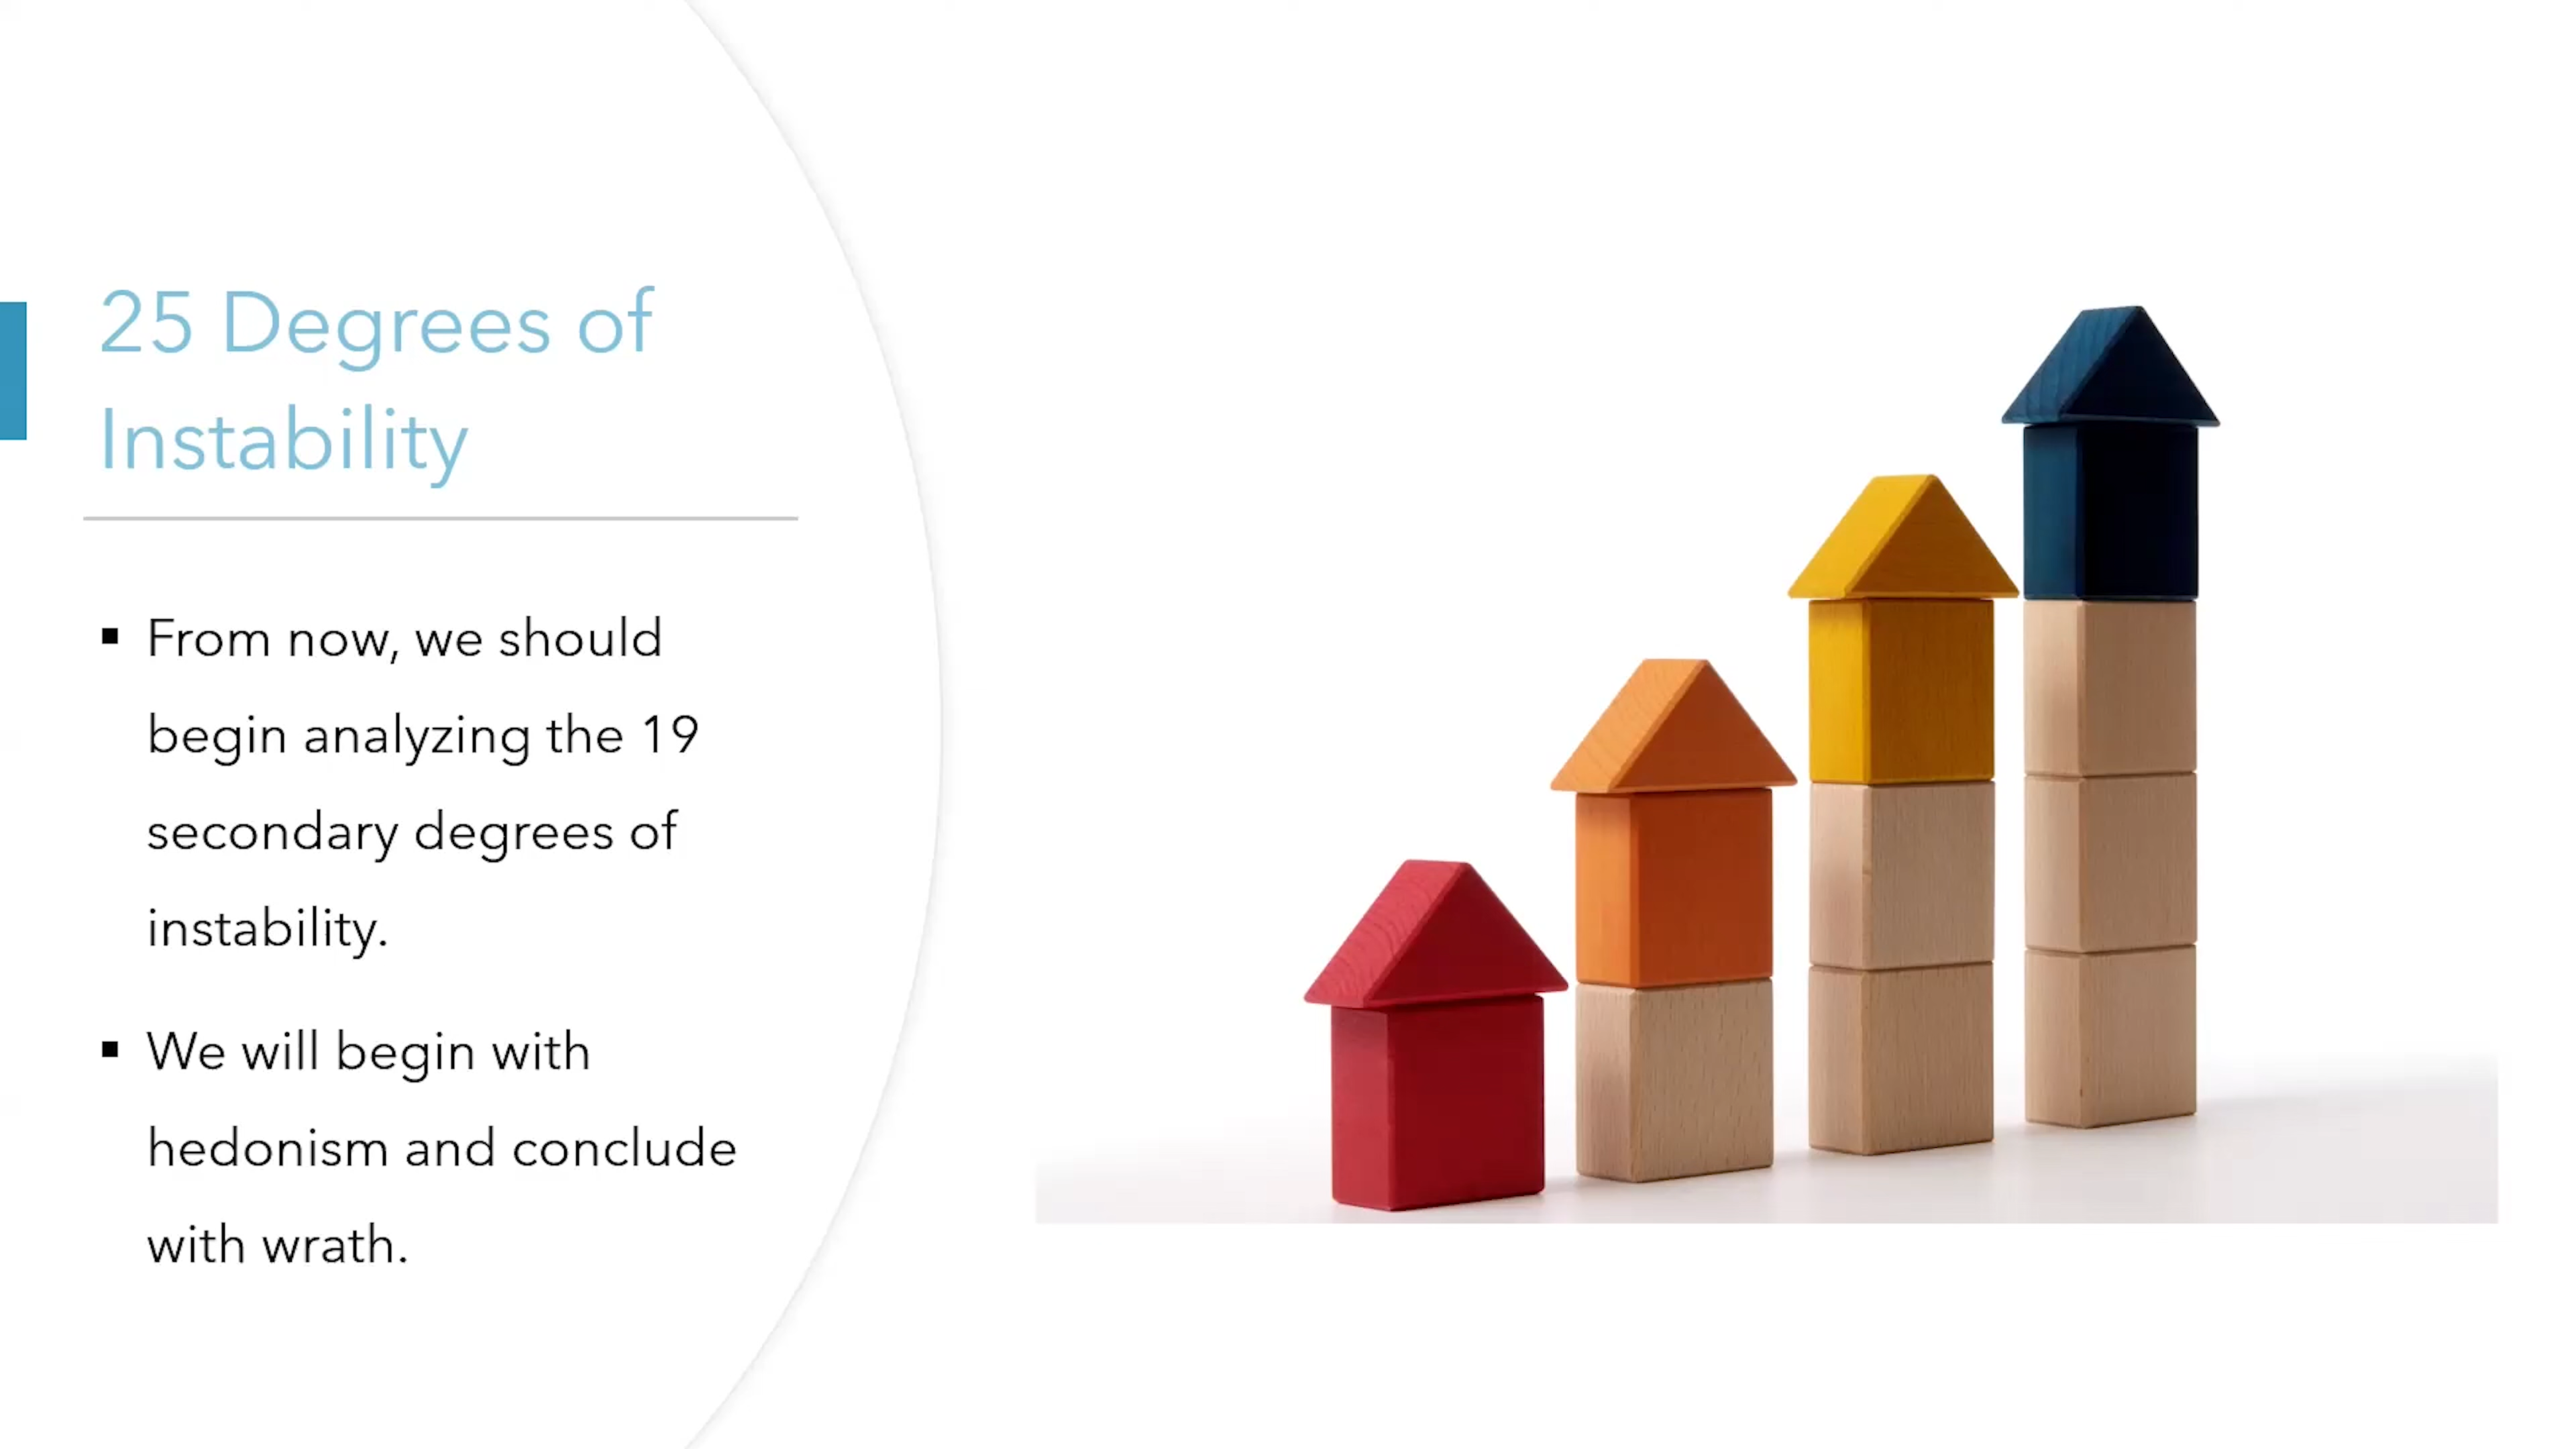 25 Degrees of
Instability
▪ From now, we should
begin analyzing the 19
secondary degrees of
instability.
▪ We will begin with
hedonism and conclude
with wrath.